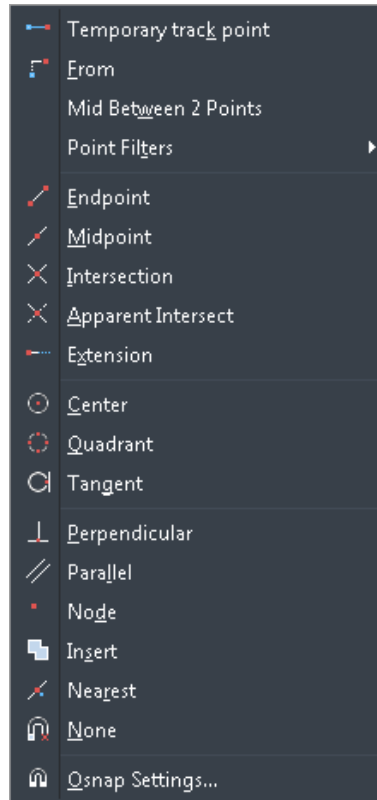 Temporary track point
From
Mid Between 2 Points
Point Filters
Endpoint
Midpoint
Intersection
Apparent Intersect
Extension
Center
Quadrant
Tangent
Perpendicular
Parallel
Node
Insert
Nearest
None
Osnap Settings...